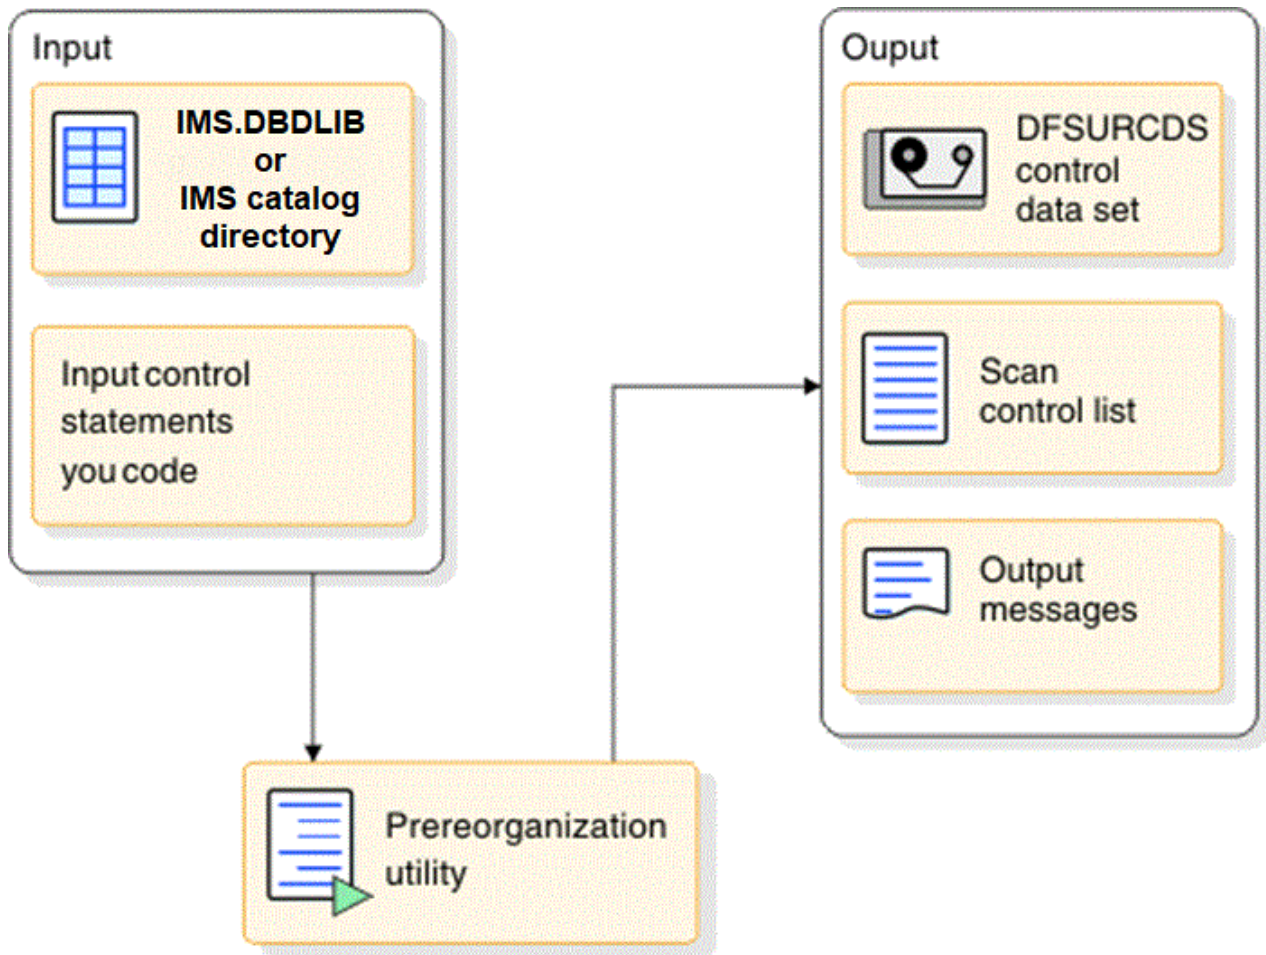 Input
IMS.DBDLIB
or
IMS catalog
directory
Input control
statements
you code
Prereorganization
utility
Ouput
DFSURCDS
control
data set
Scan
control list
Output
messages